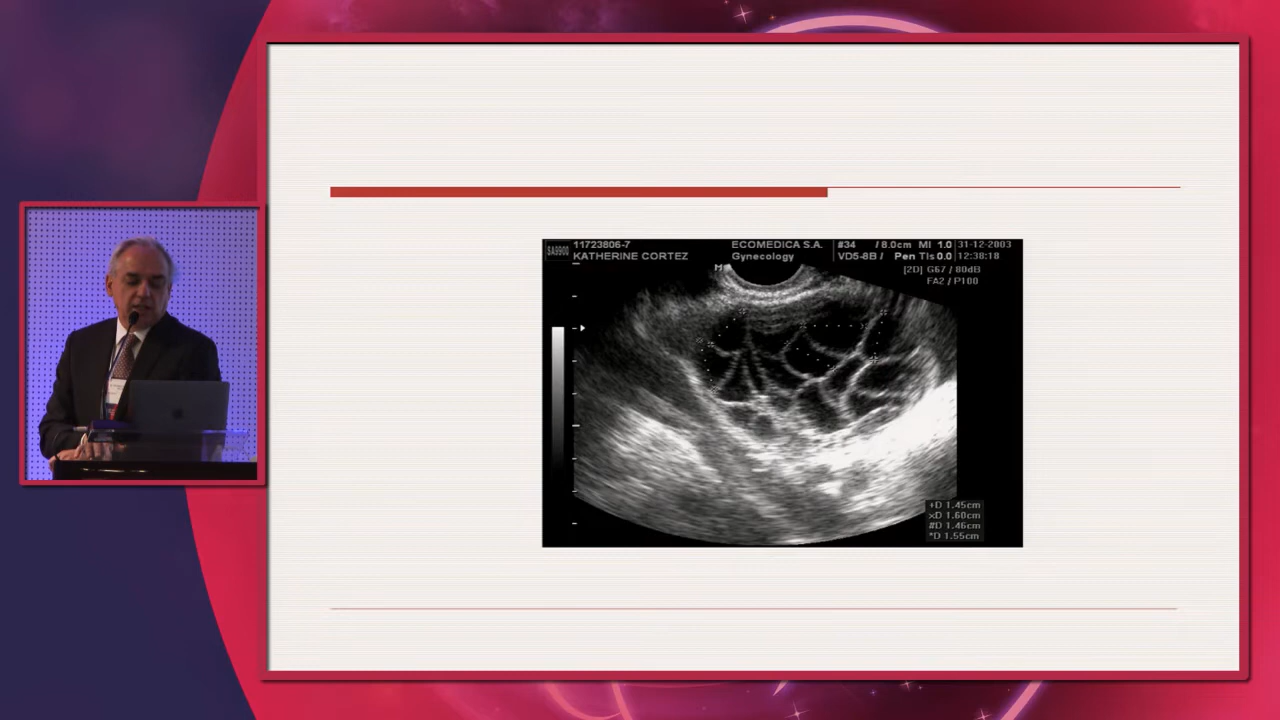 SA9900
11723806-7
KATHERINE CORTEZ
ECOMEDICA S.A.
Gynecology
#34 / 8.0cm MI 1.0
VD5-8B / Pen Tis 0.0
31-12-2003
12:38:18
[2D] G67 / 80dB
FA2 / P100
+D 1.45cm
×D 1.60cm
#D 1.46cm
*D 1.55cm